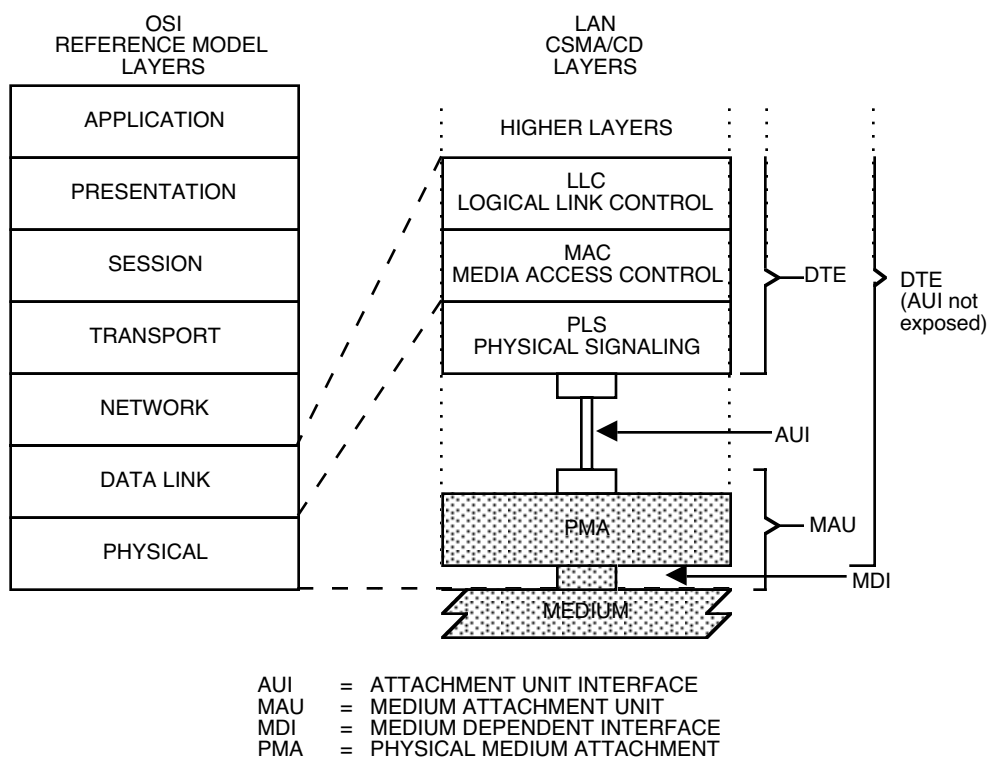 OSI
REFERENCE MODEL
LAYERS
APPLICATION
PRESENTATION
SESSION
TRANSPORT
NETWORK
DATA LINK
PHYSICAL
LAN
CSMA/CD
LAYERS
HIGHER LAYERS
LLC
LOGICAL LINK CONTROL
MAC
MEDIA ACCESS CONTROL
PLS
PHYSICAL SIGNALING
DTE
DTE
(AUI not
exposed)
AUI
PMA
MAU
MDI
MEDIUM
AUI = ATTACHMENT UNIT INTERFACE
MAU = MEDIUM ATTACHMENT UNIT
MDI = MEDIUM DEPENDENT INTERFACE
PMA = PHYSICAL MEDIUM ATTACHMENT